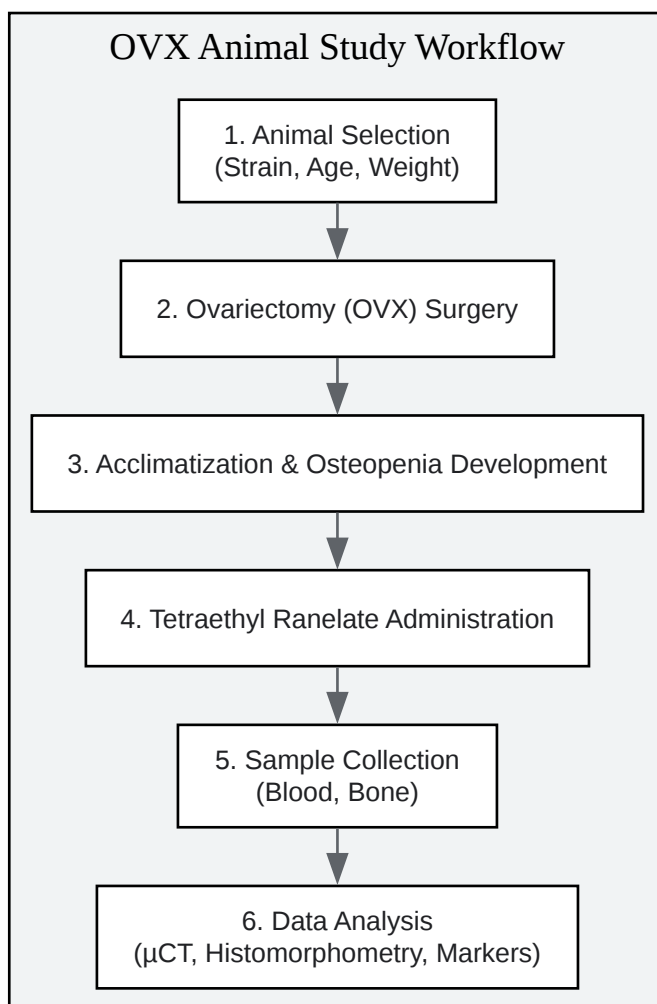 OVX Animal Study Workflow
1. Animal Selection
(Strain, Age, Weight)
2. Ovariectomy (OVX) Surgery
3. Acclimatization & Osteopenia Development
4. Tetraethyl Ranelate Administration
5. Sample Collection
(Blood, Bone)
6. Data Analysis
(µCT, Histomorphometry, Markers)